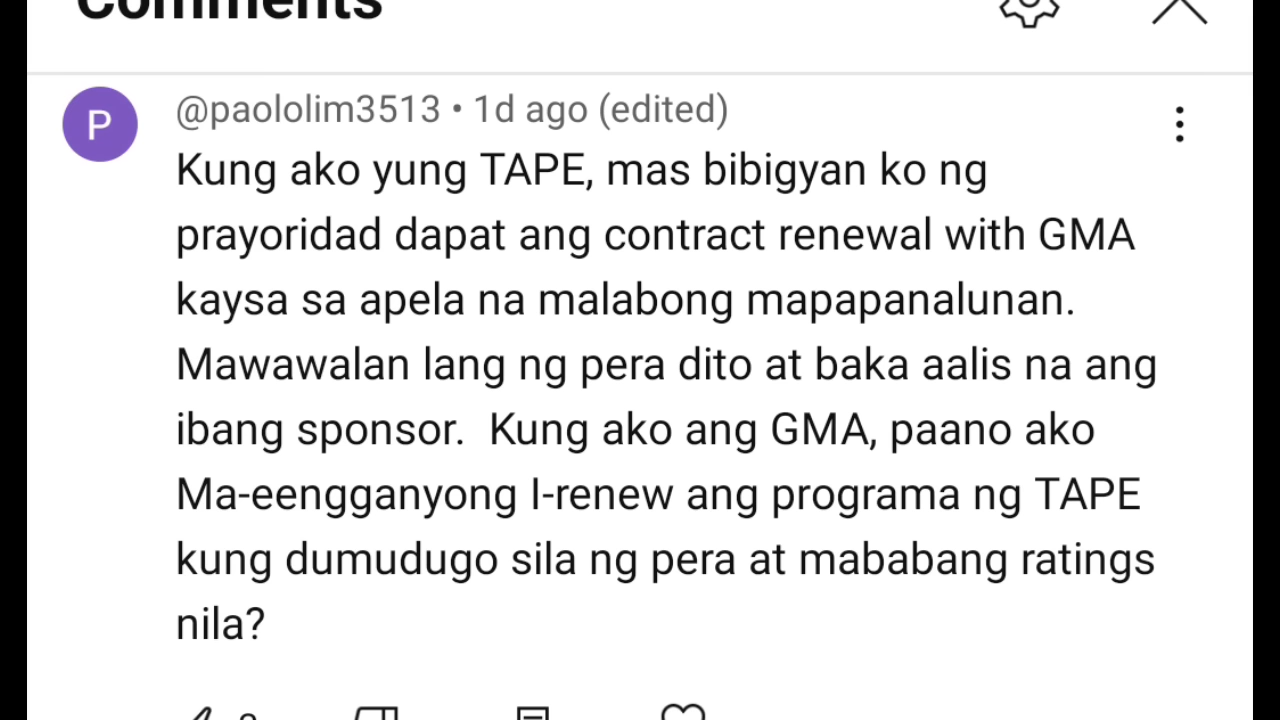 Comments
P
@paololim3513 • 1d ago (edited)
Kung ako yung TAPE, mas bibigyan ko ng
prayoridad dapat ang contract renewal with GMA
kaysa sa apela na malabong mapapanalunan.
Mawawalan lang ng pera dito at baka aalis na ang
ibang sponsor.  Kung ako ang GMA, paano ako
Ma-eengganyong I-renew ang programa ng TAPE
kung dumudugo sila ng pera at mababang ratings
nila?